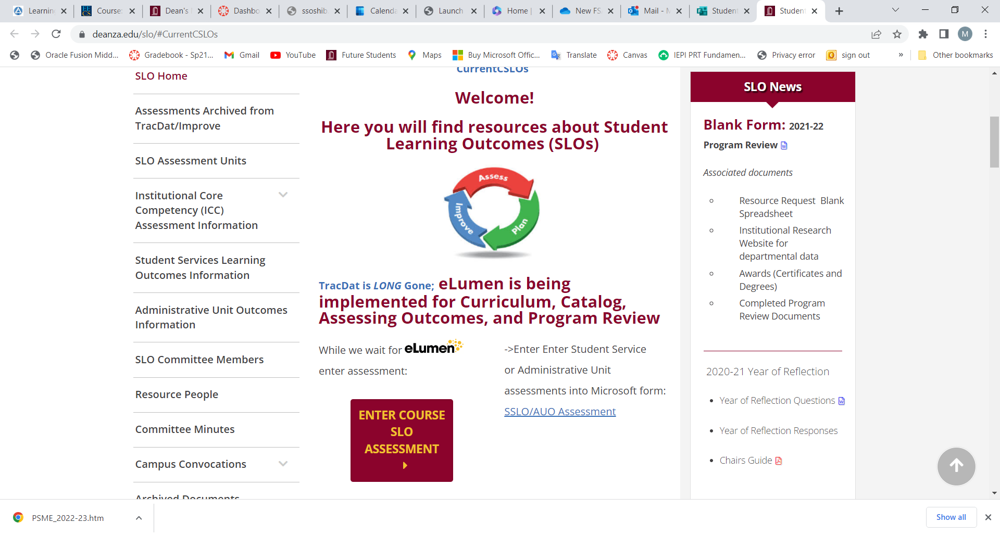 Learnin
Course:
Dean's
Dashbo
ssoshib.
Calenda
Launch
Home |
New FS
Mail - M
Student
Student
deanza.edu/slo/#CurrentCSLOs
M
Oracle Fusion Midd...
Gradebook - Sp21...
Gmail
YouTube
Future Students
Maps
Buy Microsoft Offic...
Translate
Canvas
IEPI PRT Fundamen...
Privacy error
sign out
»
Other bookmarks
SLO Home
Assessments Archived from
TracDat/Improve
SLO Assessment Units
Institutional Core
Competency (ICC)
Assessment Information
Student Services Learning
Outcomes Information
Administrative Unit Outcomes
Information
SLO Committee Members
Resource People
Committee Minutes
Campus Convocations
Archived Documents
CurrentCSLOs
Welcome!
Here you will find resources about Student
Learning Outcomes (SLOs)
Assess
Improve
Plan
TracDat is LONG Gone; eLumen is being
implemented for Curriculum, Catalog,
Assessing Outcomes, and Program Review
While we wait for eLumen
enter assessment:
ENTER COURSE
SLO
ASSESSMENT
->Enter Enter Student Service
or Administrative Unit
assessments into Microsoft form:
SSLO/AUO Assessment
SLO News
Blank Form: 2021-22
Program Review
Associated documents
Resource Request Blank
Spreadsheet
Institutional Research
Website for
departmental data
Awards (Certificates and
Degrees)
Completed Program
Review Documents
2020-21 Year of Reflection
Year of Reflection Questions
Year of Reflection Responses
Chairs Guide
PSME_2022-23.htm
Show all